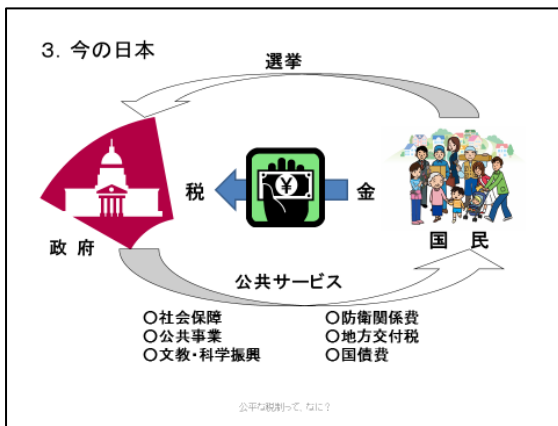 3. 今の日本
選挙
税
¥
金
政 府
国 民
公共サービス
○社会保障
○公共事業
○文教・科学振興
○防衛関係費
○地方交付税
○国債費
公平な税制って、なに？